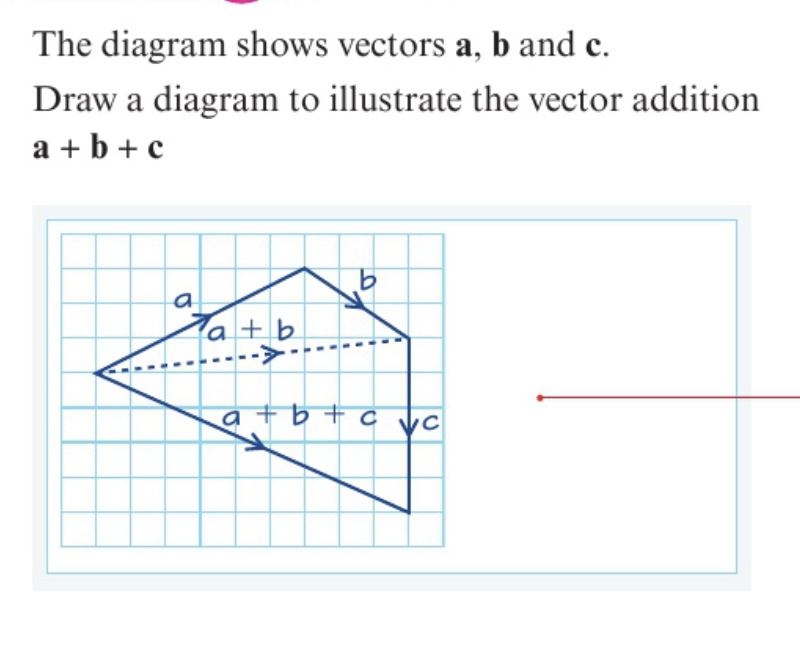 The diagram shows vectors a, b and c.
Draw a diagram to illustrate the vector addition
a + b + c
a
b
a + b
a + b + c
c